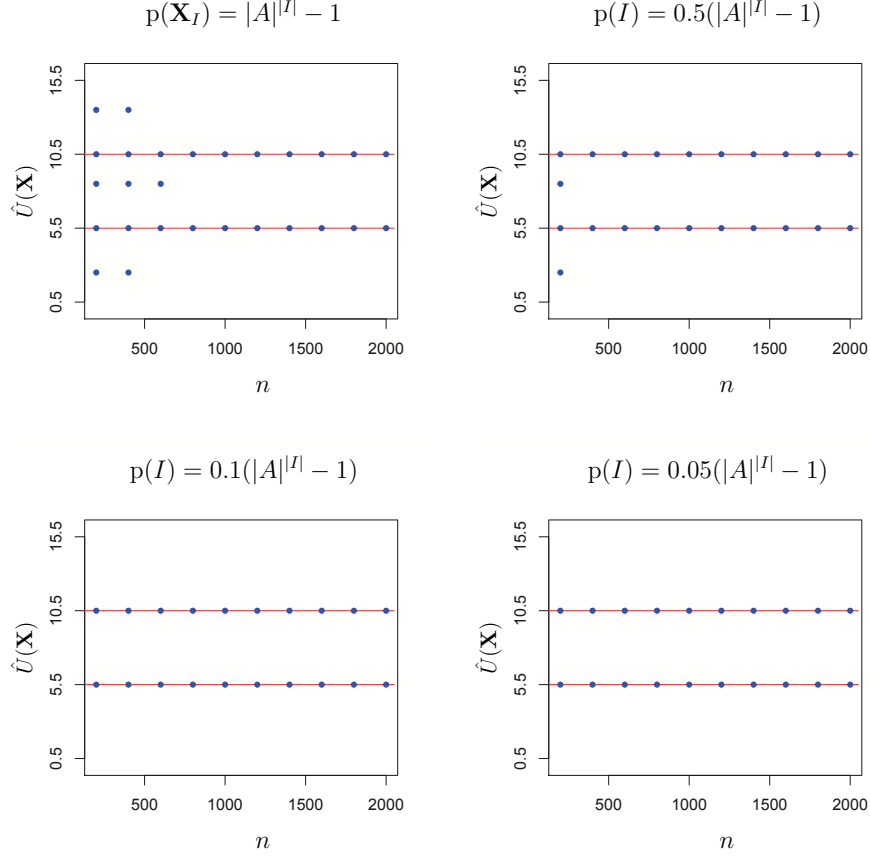 p(X_I) = |A|^{|I|} − 1
p(I) = 0.5(|A|^{|I|} − 1)
Û(X)
15.5
10.5
5.5
0.5
500 1000 1500 2000
n
Û(X)
15.5
10.5
5.5
0.5
500 1000 1500 2000
n
p(I) = 0.1(|A|^{|I|} − 1)
p(I) = 0.05(|A|^{|I|} − 1)
Û(X)
15.5
10.5
5.5
0.5
500 1000 1500 2000
n
Û(X)
15.5
10.5
5.5
0.5
500 1000 1500 2000
n